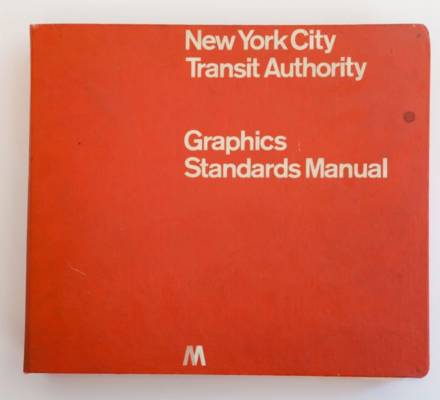 New York City
Transit Authority
Graphics
Standards Manual
M